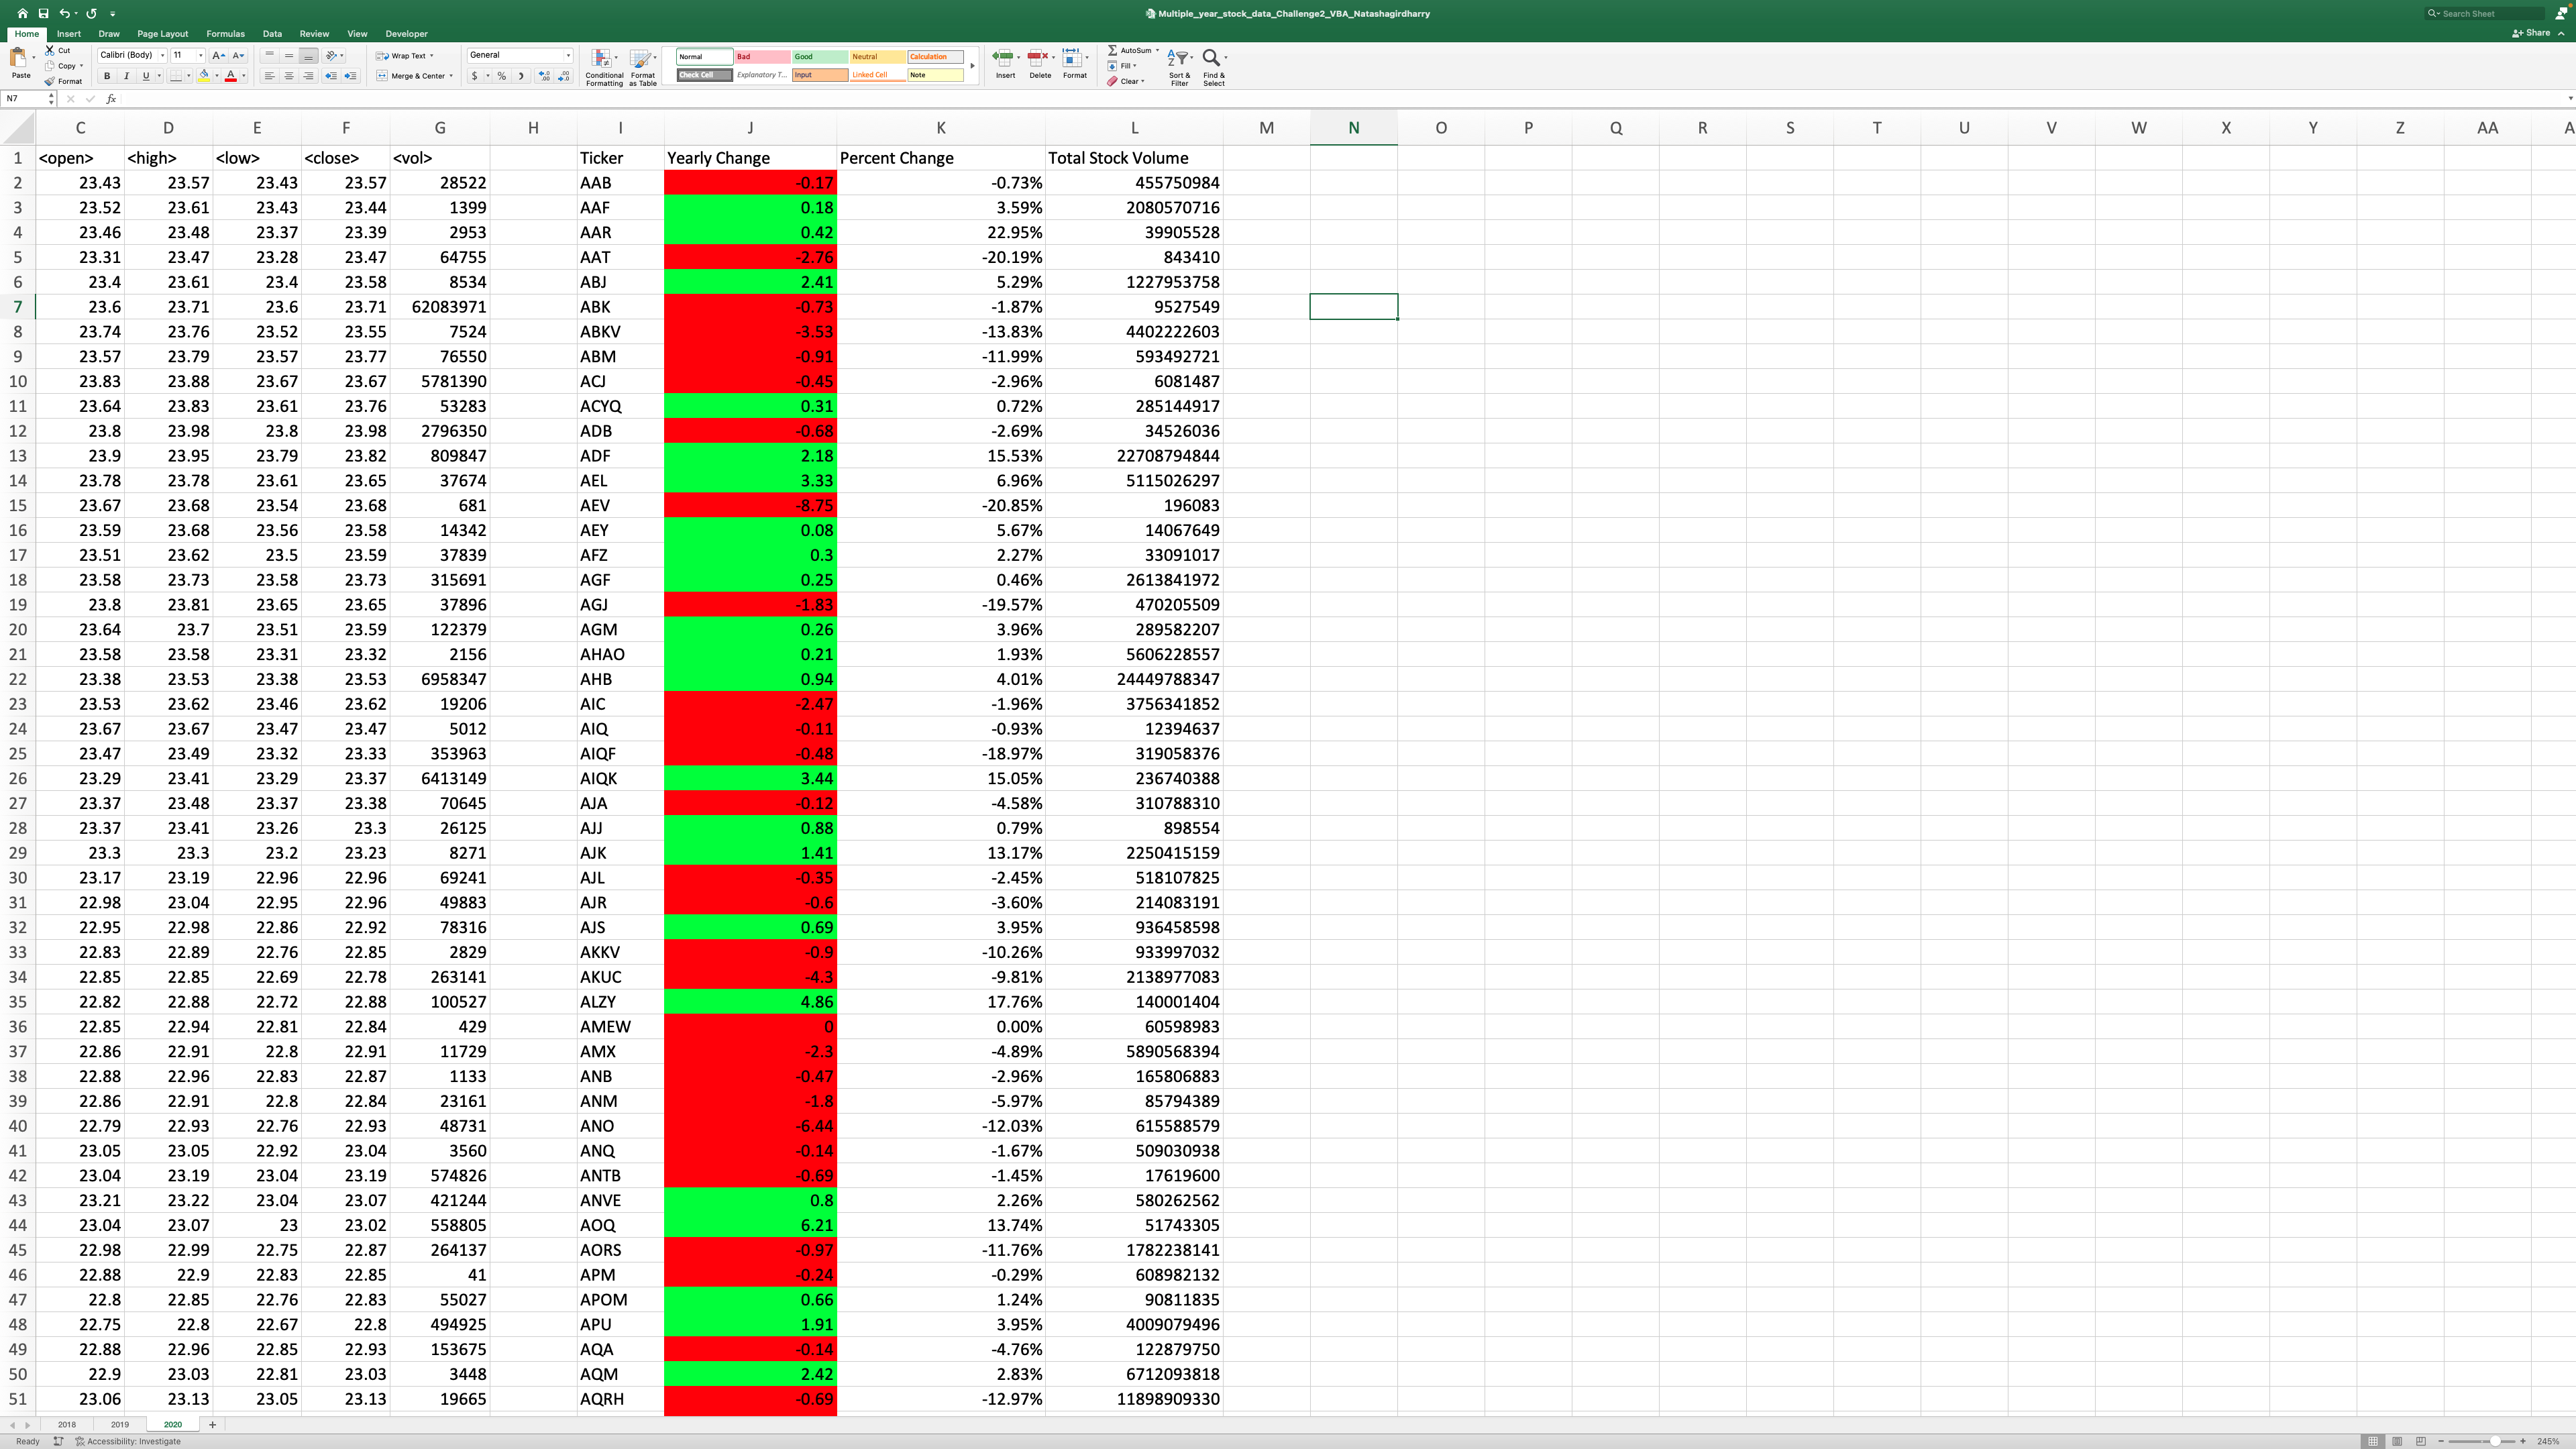 Multiple_year_stock_data_Challenge2_VBA_Natashagirdharry
Search Sheet
Home Insert Draw Page Layout Formulas Data Review View Developer
Share
Paste
Cut
Copy
Format
Calibri (Body) 11
B I U
Wrap Text
Merge & Center
General
$ % )
Conditional Formatting
Format as Table
Normal Bad Good Neutral Calculation
Check Cell Explanatory T... Input Linked Cell Note
Insert Delete Format
AutoSum
Fill
Clear
Sort & Filter
Find & Select
N7 fx
C D E F G H I J K L M N O P Q R S T U V W X Y Z AA A
1 <open> <high> <low> <close> <vol> Ticker Yearly Change Percent Change Total Stock Volume
2 23.43 23.57 23.43 23.57 28522 AAB -0.17 -0.73% 455750984
3 23.52 23.61 23.43 23.44 1399 AAF 0.18 3.59% 2080570716
4 23.46 23.48 23.37 23.39 2953 AAR 0.42 22.95% 39905528
5 23.31 23.47 23.28 23.47 64755 AAT -2.76 -20.19% 843410
6 23.4 23.61 23.4 23.58 8534 ABJ 2.41 5.29% 1227953758
7 23.6 23.71 23.6 23.71 62083971 ABK -0.73 -1.87% 9527549
8 23.74 23.76 23.52 23.55 7524 ABKV -3.53 -13.83% 4402222603
9 23.57 23.79 23.57 23.77 76550 ABM -0.91 -11.99% 593492721
10 23.83 23.88 23.67 23.67 5781390 ACJ -0.45 -2.96% 6081487
11 23.64 23.83 23.61 23.76 53283 ACYQ 0.31 0.72% 285144917
12 23.8 23.98 23.8 23.98 2796350 ADB -0.68 -2.69% 34526036
13 23.9 23.95 23.79 23.82 809847 ADF 2.18 15.53% 22708794844
14 23.78 23.78 23.61 23.65 37674 AEL 3.33 6.96% 5115026297
15 23.67 23.68 23.54 23.68 681 AEV -8.75 -20.85% 196083
16 23.59 23.68 23.56 23.58 14342 AEY 0.08 5.67% 14067649
17 23.51 23.62 23.5 23.59 37839 AFZ 0.3 2.27% 33091017
18 23.58 23.73 23.58 23.73 315691 AGF 0.25 0.46% 2613841972
19 23.8 23.81 23.65 23.65 37896 AGJ -1.83 -19.57% 470205509
20 23.64 23.7 23.51 23.59 122379 AGM 0.26 3.96% 289582207
21 23.58 23.58 23.31 23.32 2156 AHAO 0.21 1.93% 5606228557
22 23.38 23.53 23.38 23.53 6958347 AHB 0.94 4.01% 24449788347
23 23.53 23.62 23.46 23.62 19206 AIC -2.47 -1.96% 3756341852
24 23.67 23.67 23.47 23.47 5012 AIQ -0.11 -0.93% 12394637
25 23.47 23.49 23.32 23.33 353963 AIQF -0.48 -18.97% 319058376
26 23.29 23.41 23.29 23.37 6413149 AIQK 3.44 15.05% 236740388
27 23.37 23.48 23.37 23.38 70645 AJA -0.12 -4.58% 310788310
28 23.37 23.41 23.26 23.3 26125 AJJ 0.88 0.79% 898554
29 23.3 23.3 23.2 23.23 8271 AJK 1.41 13.17% 2250415159
30 23.17 23.19 22.96 22.96 69241 AJL -0.35 -2.45% 518107825
31 22.98 23.04 22.95 22.96 49883 AJR -0.6 -3.60% 214083191
32 22.95 22.98 22.86 22.92 78316 AJS 0.69 3.95% 936458598
33 22.83 22.89 22.76 22.85 2829 AKKV -0.9 -10.26% 933997032
34 22.85 22.85 22.69 22.78 263141 AKUC -4.3 -9.81% 2138977083
35 22.82 22.88 22.72 22.88 100527 ALZY 4.86 17.76% 140001404
36 22.85 22.94 22.81 22.84 429 AMEW 0 0.00% 60598983
37 22.86 22.91 22.8 22.91 11729 AMX -2.3 -4.89% 5890568394
38 22.88 22.96 22.83 22.87 1133 ANB -0.47 -2.96% 165806883
39 22.86 22.91 22.8 22.84 23161 ANM -1.8 -5.97% 85794389
40 22.79 22.93 22.76 22.93 48731 ANO -6.44 -12.03% 615588579
41 23.05 23.05 22.92 23.04 3560 ANQ -0.14 -1.67% 509030938
42 23.04 23.19 23.04 23.19 574826 ANTB -0.69 -1.45% 17619600
43 23.21 23.22 23.04 23.07 421244 ANVE 0.8 2.26% 580262562
44 23.04 23.07 23 23.02 558805 AOQ 6.21 13.74% 51743305
45 22.98 22.99 22.75 22.87 264137 AORS -0.97 -11.76% 1782238141
46 22.88 22.9 22.83 22.85 41 APM -0.24 -0.29% 608982132
47 22.8 22.85 22.76 22.83 55027 APOM 0.66 1.24% 90811835
48 22.75 22.8 22.67 22.8 494925 APU 1.91 3.95% 4009079496
49 22.88 22.96 22.85 22.93 153675 AQA -0.14 -4.76% 122879750
50 22.9 23.03 22.81 23.03 3448 AQM 2.42 2.83% 6712093818
51 23.06 23.13 23.05 23.13 19665 AQRH -0.69 -12.97% 11898909330
2018 2019 2020 +
Ready Accessibility: Investigate 245%